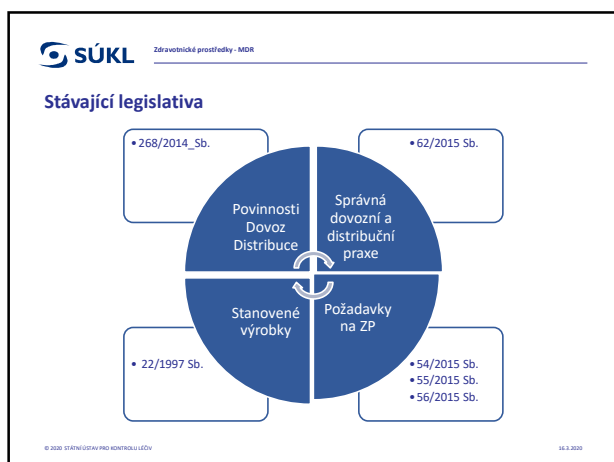 SÚKL
Zdravotnické prostředky - MDR
Stávající legislativa
• 268/2014_Sb.
• 62/2015 Sb.
Povinnosti
Dovoz
Distribuce
Správná
dovozní a
distribuční
praxe
Stanovené
výrobky
Požadavky
na ZP
• 22/1997 Sb.
• 54/2015 Sb.
• 55/2015 Sb.
• 56/2015 Sb.
© 2020 STÁTNÍ ÚSTAV PRO KONTROLU LÉČIV
16.3.2020